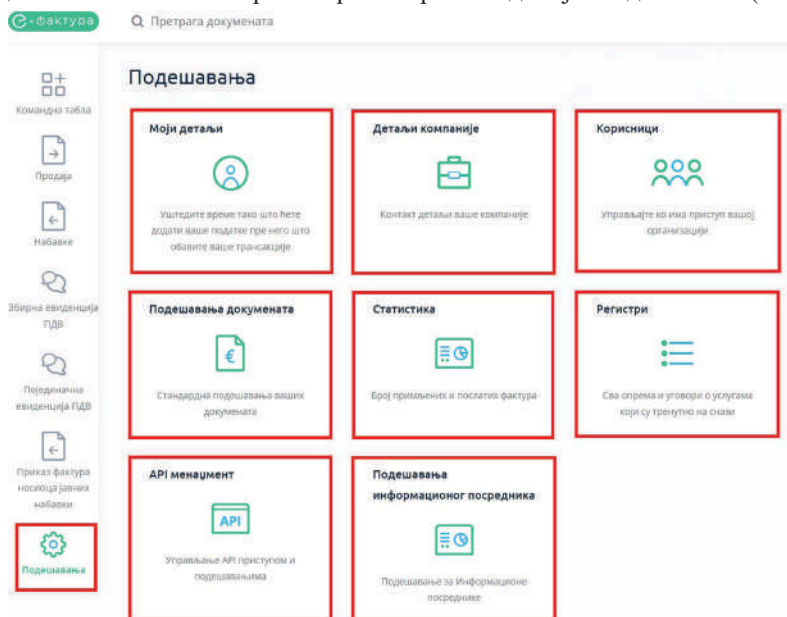 е-Фактура
Претрага докумената
Подешавања
Командна табла
Продаја
Набавке
Збирна евиденција
ПДВ
Појединачна
евиденција ПДВ
Приказ фактура
носиоца јавних
набавки
Подешавања
Моји детаљи
Уштедите време тако што ћете
додати ваше податке пре него што
обавите ваше трансакције
Детаљи компаније
Контакт детаљи ваше компаније
Корисници
Управљајте ко има приступ вашој
организацији
Подешавања докумената
€
Стандардна подешавања ваших
докумената
Статистика
Број примљених и послатих фактура
Регистри
Сва опрема и уговори о услугама
који су тренутно на снази
API менаџмент
API
Управљање API приступом и
подешавањима
Подешавања
информационог посредника
Подешавање за Информационе
посреднике